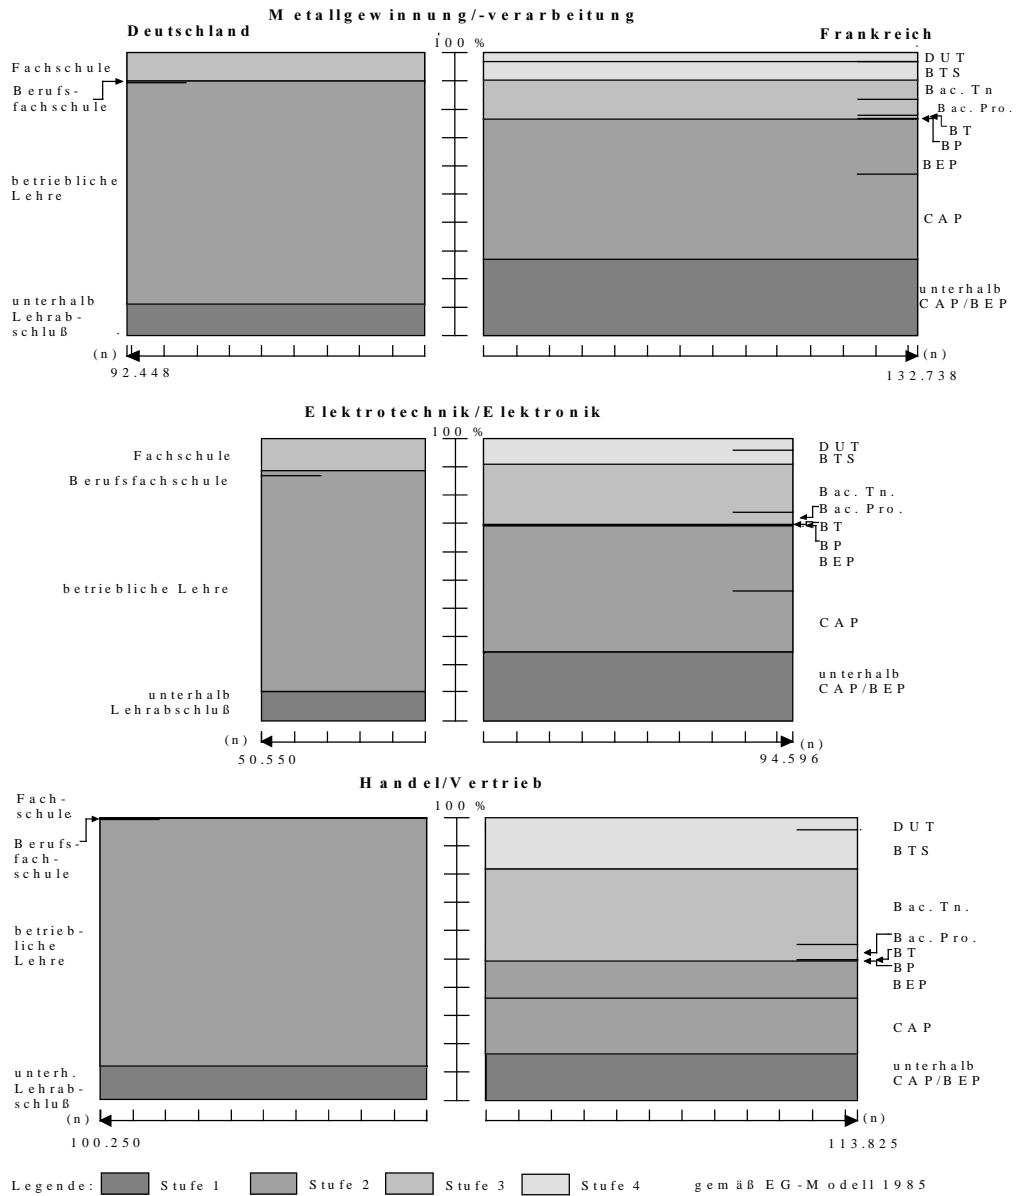 Metallgewinnung/-verarbeitung
Deutschland
Frankreich
100 %
Fachschule
Berufs-
fachschule
betriebliche
Lehre
unterhalb
Lehrab-
schluß
(n)
92.448
DUT
BTS
Bac. Tn
Bac. Pro.
BT
BP
BEP
CAP
unterhalb
CAP/BEP
(n)
132.738
Elektrotechnik/Elektronik
100 %
Fachschule
Berufsfachschule
betriebliche Lehre
unterhalb
Lehrabschluß
(n)
50.550
DUT
BTS
Bac. Tn.
Bac. Pro.
BT
BP
BEP
CAP
unterhalb
CAP/BEP
(n)
94.596
Handel/Vertrieb
100 %
Fach-
schule
Berufs-
fach-
schule
betrieb-
liche
Lehre
unterh.
Lehrab-
schluß
(n)
100.250
DUT
BTS
Bac. Tn.
Bac. Pro.
BT
BP
BEP
CAP
unterhalb
CAP/BEP
(n)
113.825
Legende: Stufe 1 Stufe 2 Stufe 3 Stufe 4 gemäß EG-Modell 1985